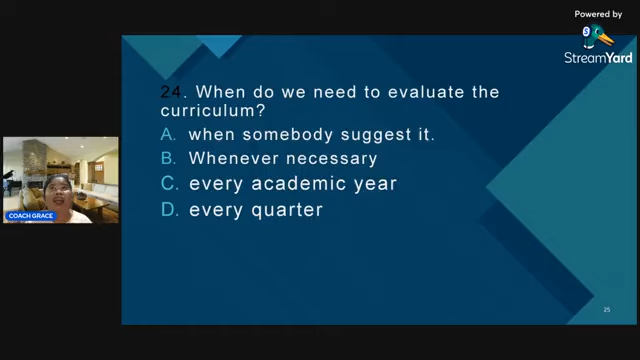 Powered by
StreamYard
24. When do we need to evaluate the
curriculum?
A. when somebody suggest it.
B. Whenever necessary
C. every academic year
D. every quarter
COACH GRACE
25